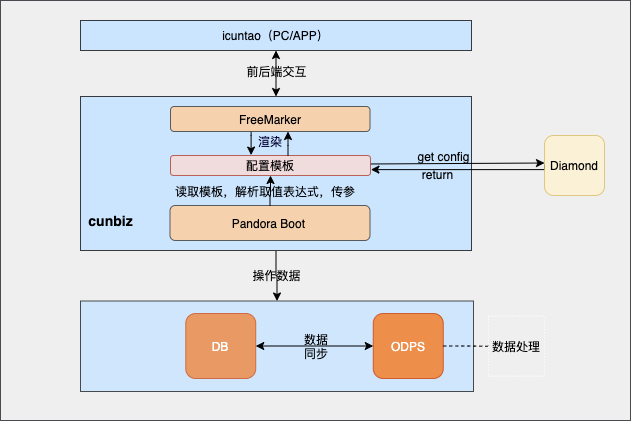 icuntao（PC/APP）
前后端交互
FreeMarker
渲染
配置模板
get config
return
Diamond
读取模板，解析取值表达式，传参
cunbiz
Pandora Boot
操作数据
DB
数据
同步
ODPS
数据处理